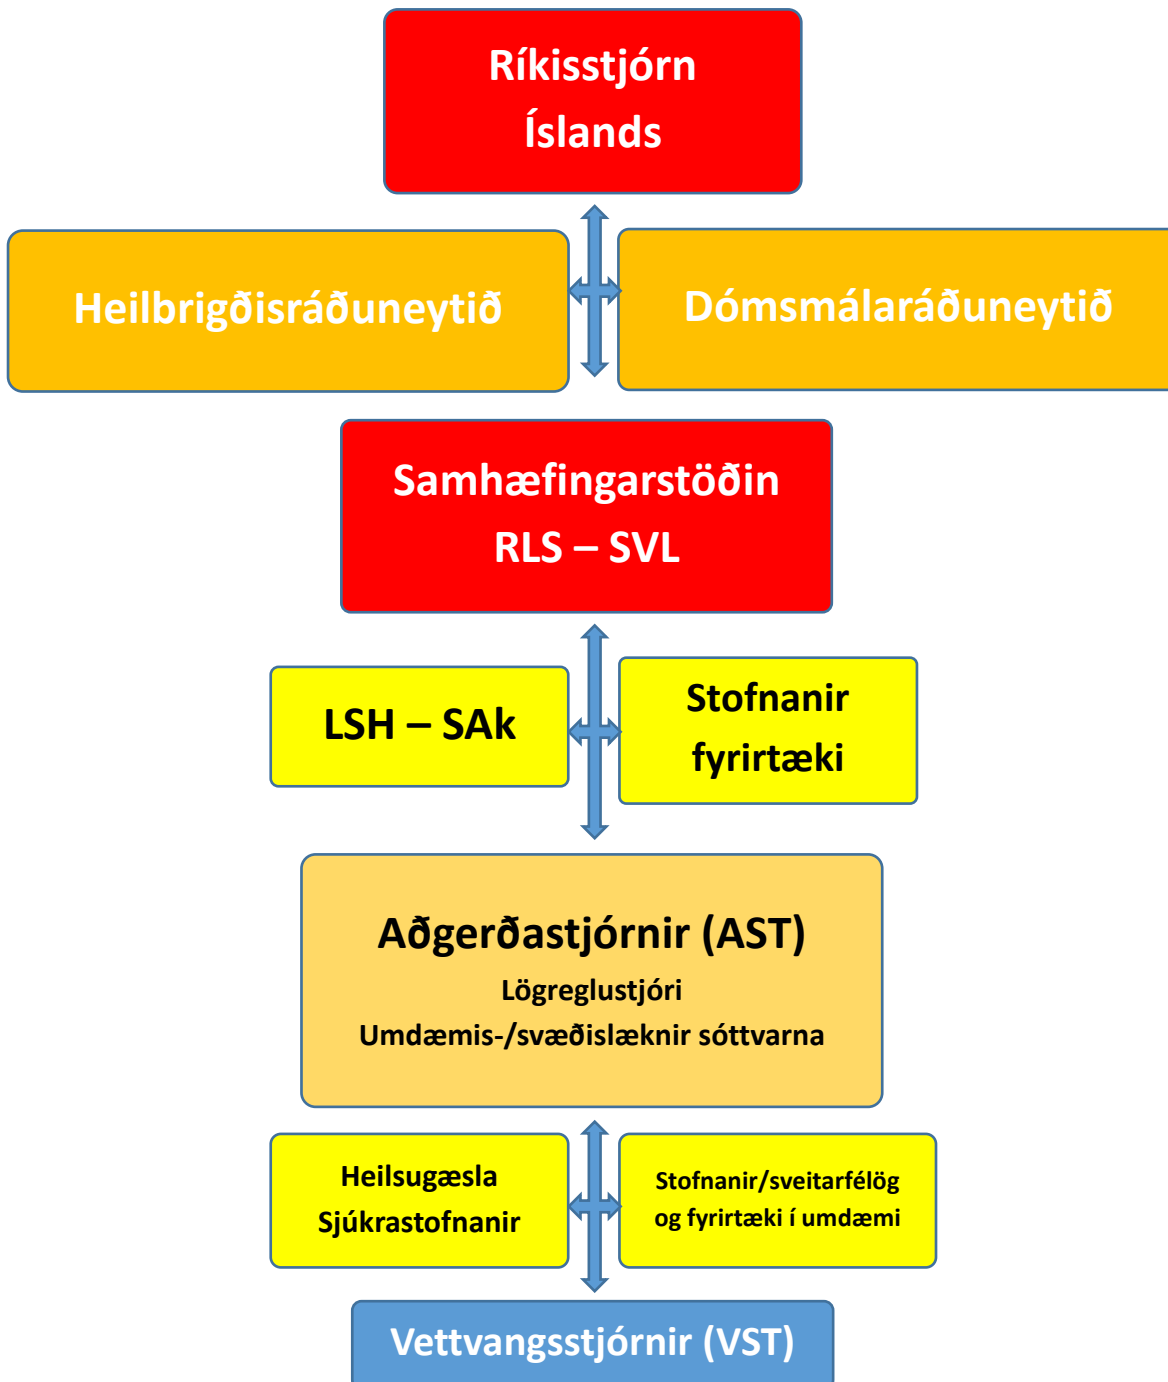 Ríkisstjórn
Íslands
Heilbrigðisráðuneytið
Dómsmálaráðuneytið
Samhæfingarstöðin
RLS – SVL
LSH – SAk
Stofnanir
fyrirtæki
Aðgerðastjórnir (AST)
Lögreglustjóri
Umdæmis-/svæðislæknir sóttvarna
Heilsugæsla
Sjúkrastofnanir
Stofnanir/sveitarfélög
og fyrirtæki í umdæmi
Vettvangsstjórnir (VST)